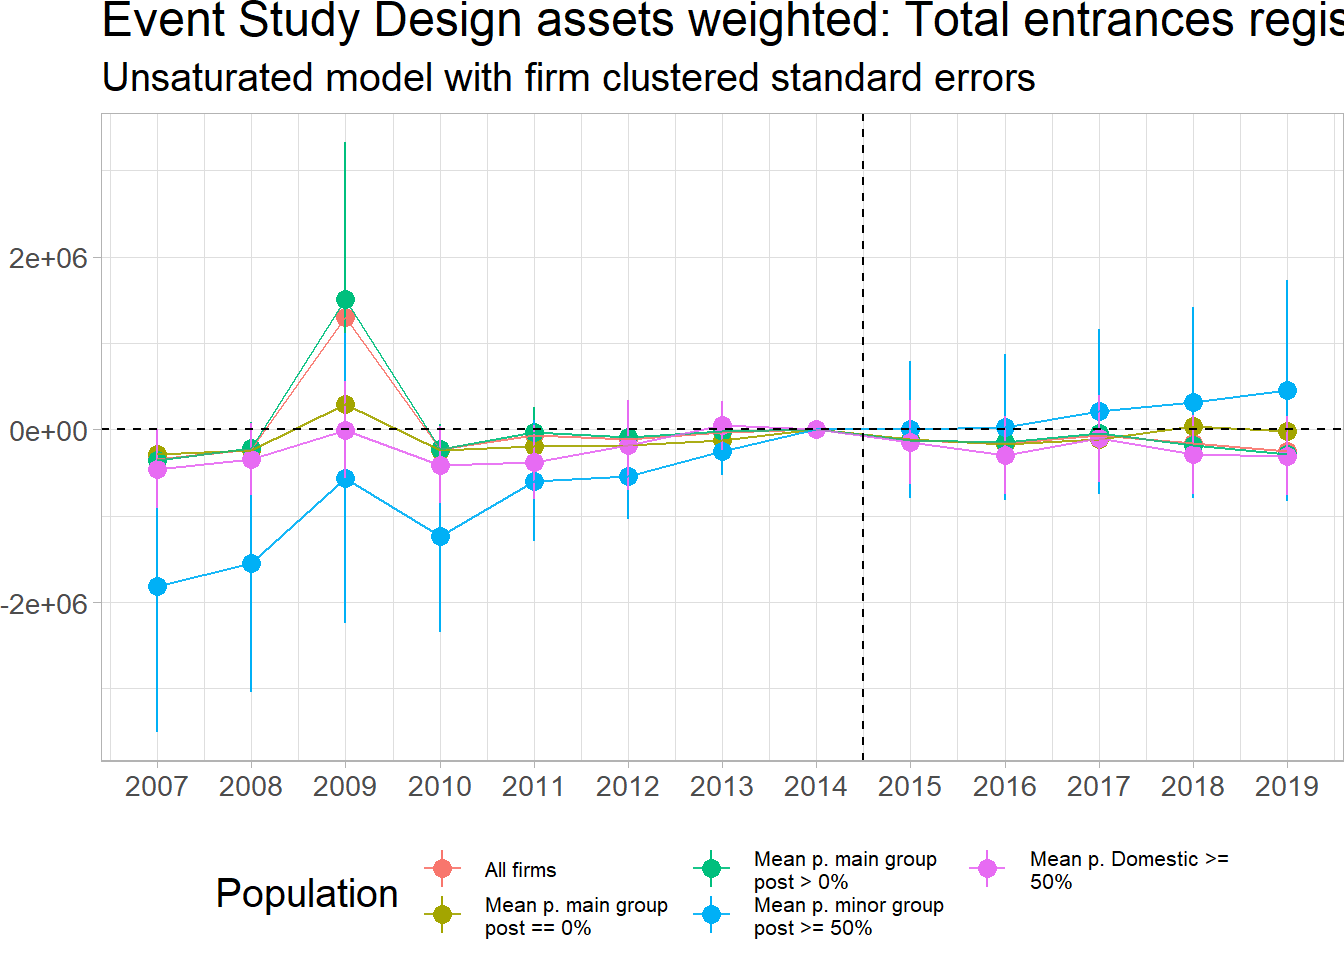 Event Study Design assets weighted: Total entrances regis
Unsaturated model with firm clustered standard errors
2e+06
0e+00
-2e+06
2007 2008 2009 2010 2011 2012 2013 2014 2015 2016 2017 2018 2019
Population
All firms
Mean p. main group
post == 0%
Mean p. main group
post > 0%
Mean p. minor group
post >= 50%
Mean p. Domestic >=
50%